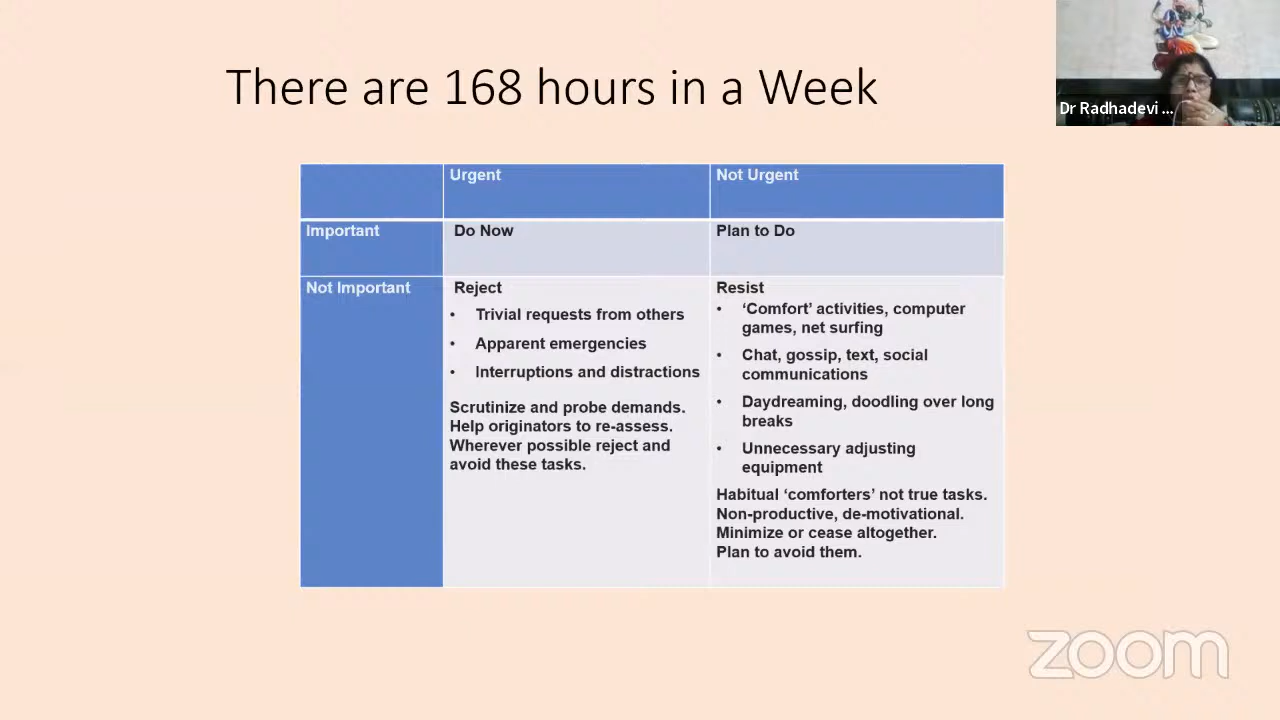 There are 168 hours in a Week
Dr Radhadevi ...
Urgent
Not Urgent
Important
Do Now
Plan to Do
Not Important
Reject
• Trivial requests from others
• Apparent emergencies
• Interruptions and distractions
Scrutinize and probe demands.
Help originators to re-assess.
Wherever possible reject and
avoid these tasks.
Resist
• ‘Comfort’ activities, computer
games, net surfing
• Chat, gossip, text, social
communications
• Daydreaming, doodling over long
breaks
• Unnecessary adjusting
equipment
Habitual ‘comforters’ not true tasks.
Non-productive, de-motivational.
Minimize or cease altogether.
Plan to avoid them.
zoom